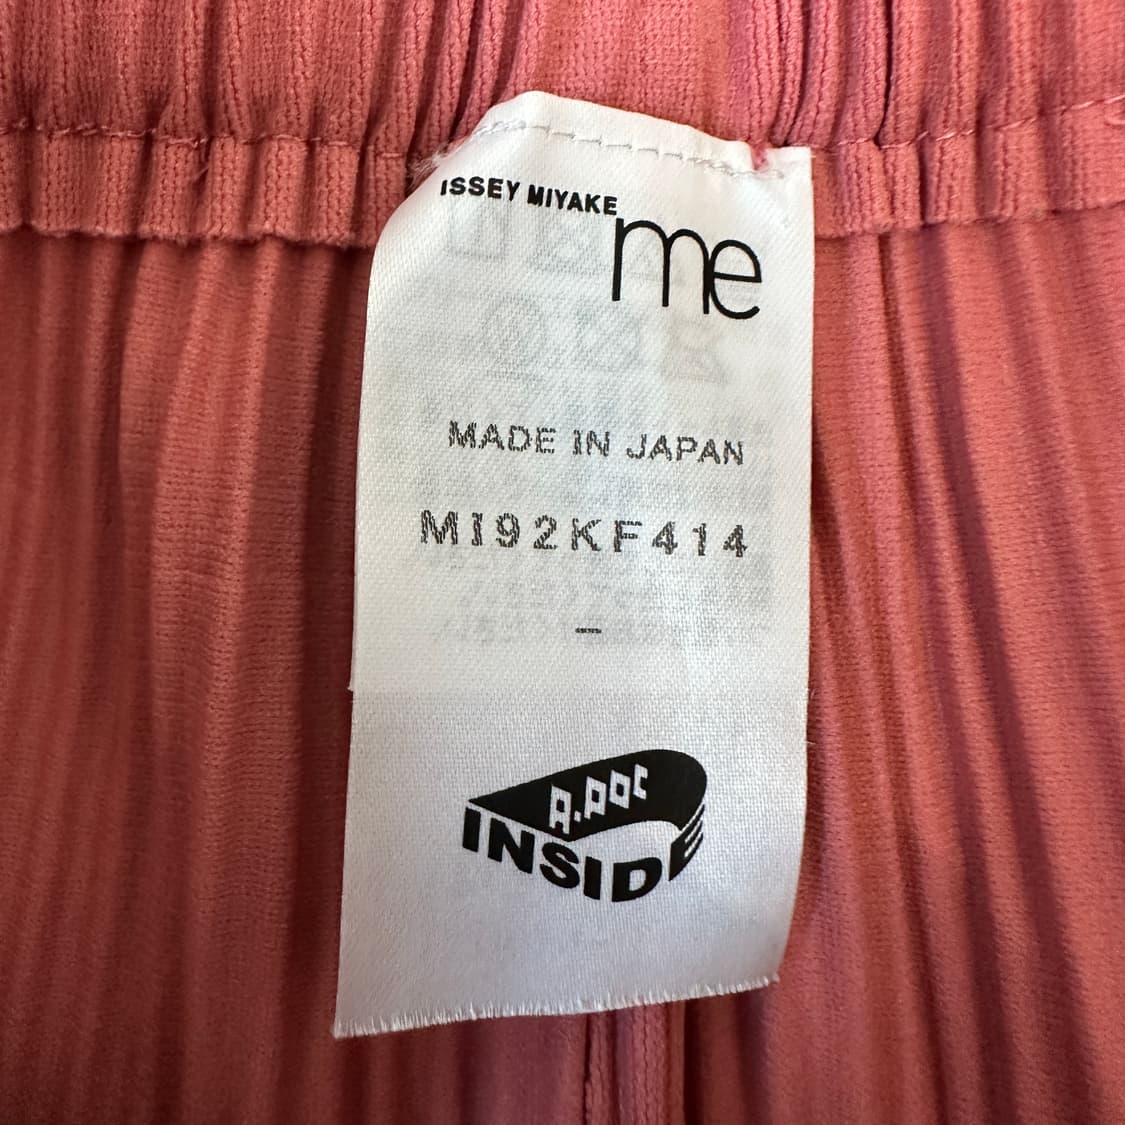 ISSEY MIYAKE
me
MADE IN JAPAN
MI92KF414
-
A.POC
INSIDE